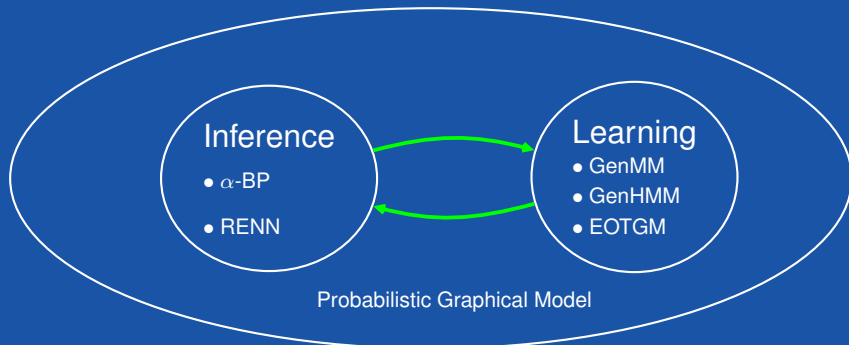 Inference
● α-BP
● RENN
Learning
● GenMM
● GenHMM
● EOTGM
Probabilistic Graphical Model